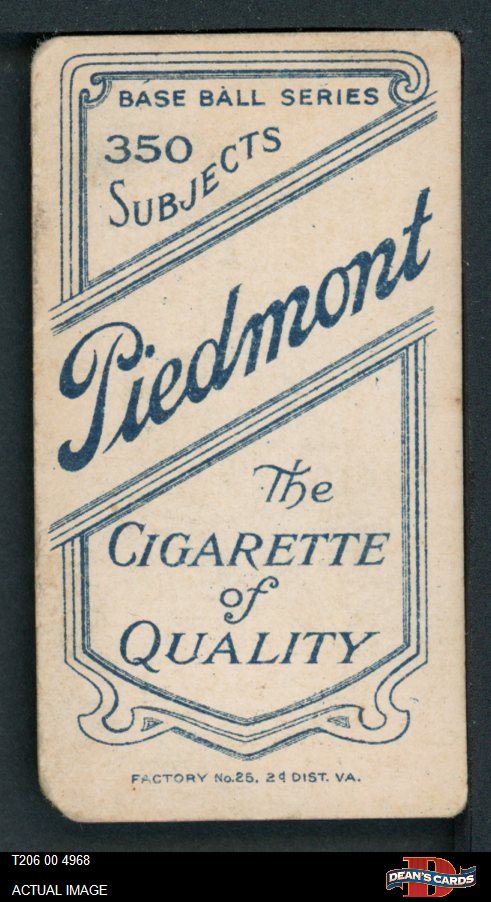 BASE BALL SERIES
350
SUBJECTS
Piedmont
The
CIGARETTE
of
QUALITY
FACTORY No.25, 2d DIST. VA.
T206 00 4968
ACTUAL IMAGE
D
DEAN'S CARDS